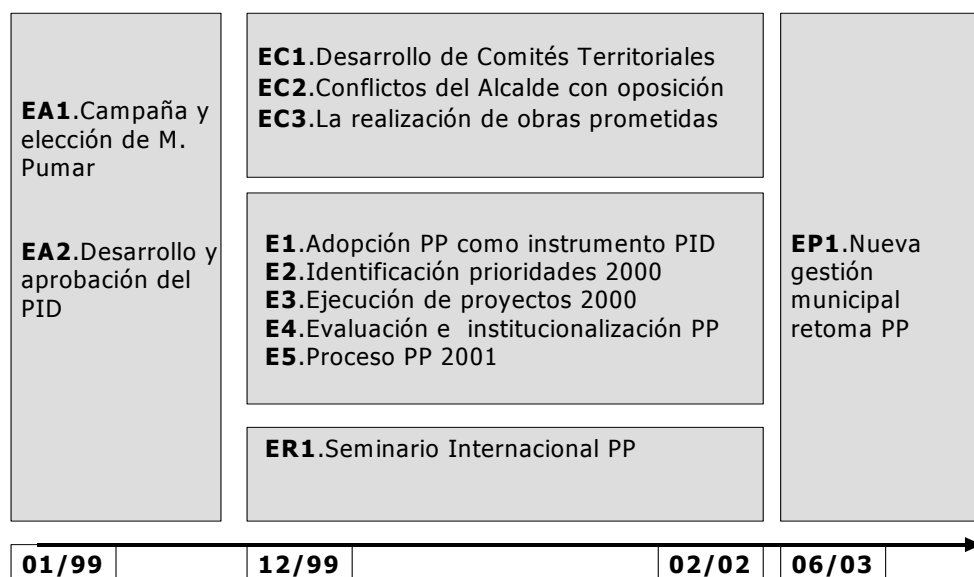 EA1.Campaña y
elección de M.
Pumar
EA2.Desarrollo y
aprobación del
PID
EC1.Desarrollo de Comités Territoriales
EC2.Conflictos del Alcalde con oposición
EC3.La realización de obras prometidas
E1.Adopción PP como instrumento PID
E2.Identificación prioridades 2000
E3.Ejecución de proyectos 2000
E4.Evaluación e institucionalización PP
E5.Proceso PP 2001
ER1.Seminario Internacional PP
EP1.Nueva
gestión
municipal
retoma PP
01/99
12/99
02/02
06/03